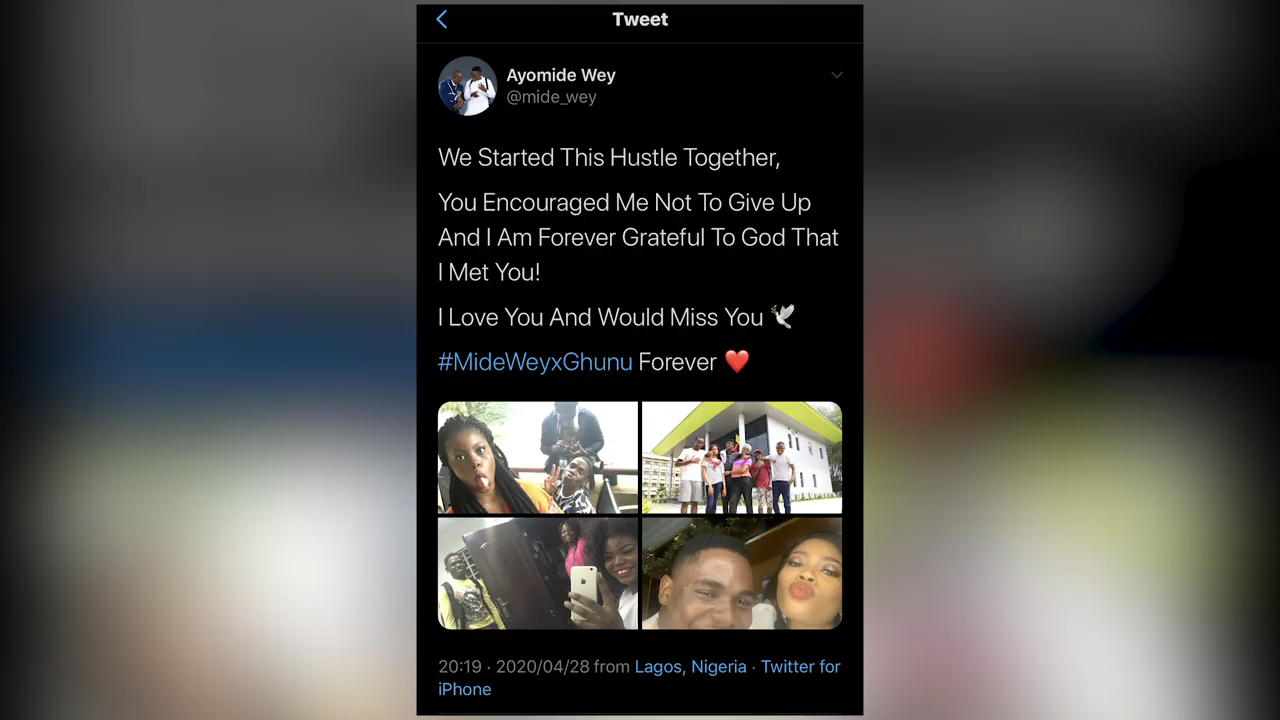 Tweet
Ayomide Wey
@mide_wey
We Started This Hustle Together,
You Encouraged Me Not To Give Up
And I Am Forever Grateful To God That
I Met You!
I Love You And Would Miss You 🕊
#MideWeyxGhunu Forever ❤️
20:19 · 2020/04/28 from Lagos, Nigeria · Twitter for
iPhone